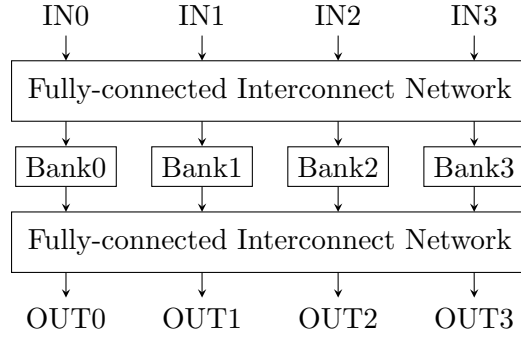 IN0 IN1 IN2 IN3
Fully-connected Interconnect Network
Bank0 Bank1 Bank2 Bank3
Fully-connected Interconnect Network
OUT0 OUT1 OUT2 OUT3